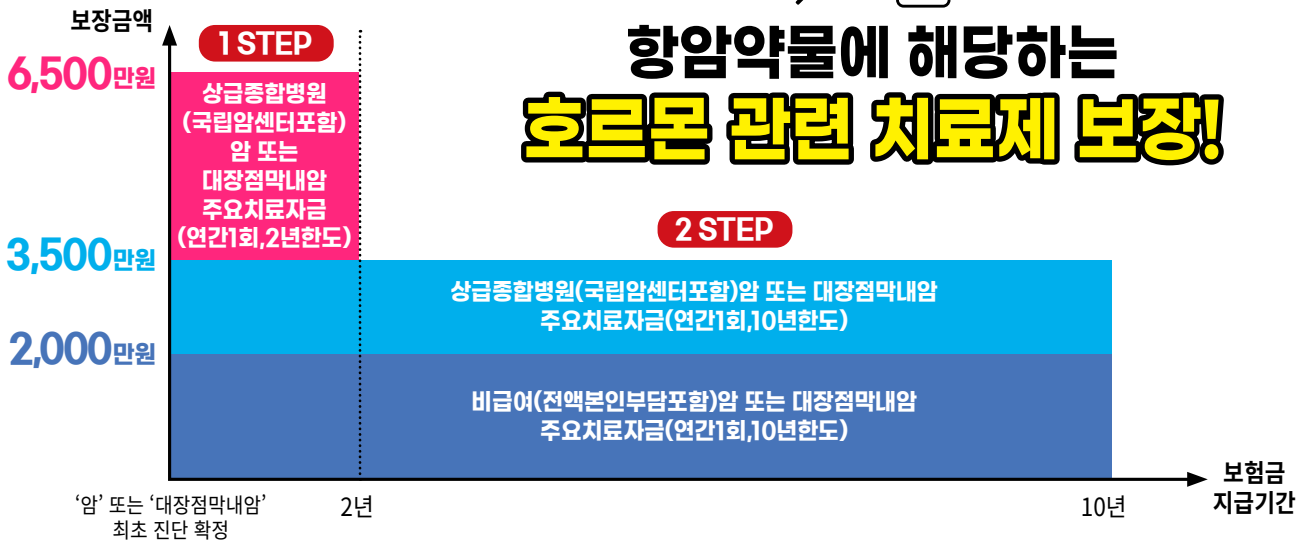 항암약물에 해당하는
호르몬 관련 치료제 보장!
보장금액
6,500만원
3,500만원
2,000만원
1 STEP
상급종합병원
(국립암센터포함)
암 또는
대장점막내암
주요치료자금
(연간1회,2년한도)
2 STEP
상급종합병원(국립암센터포함)암 또는 대장점막내암
주요치료자금(연간1회,10년한도)
비급여(전액본인부담포함)암 또는 대장점막내암
주요치료자금(연간1회,10년한도)
‘암’ 또는 ‘대장점막내암’
최초 진단 확정
2년
10년
보험금
지급기간